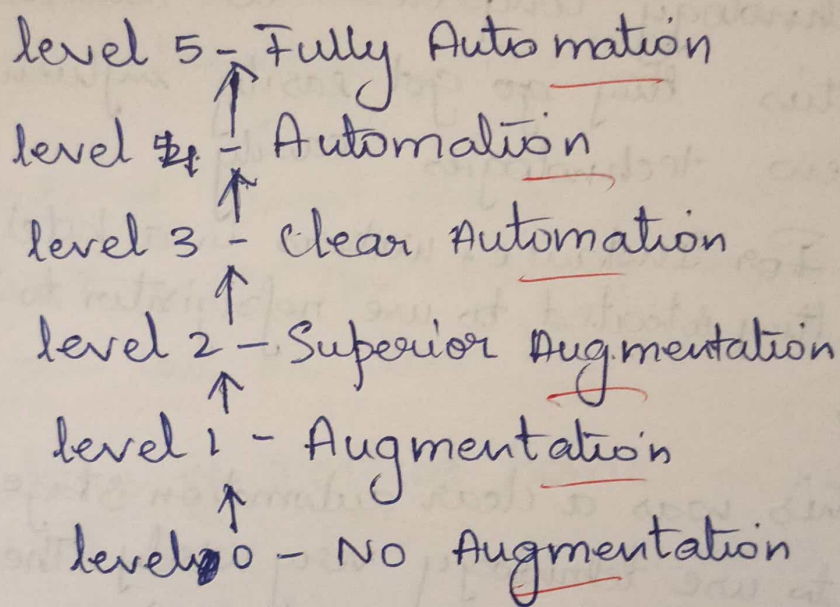 level 5 - Fully Automation
level 4 - Automation
level 3 - Clear Automation
level 2 - Superior Augmentation
level 1 - Augmentation
level 0 - NO Augmentation